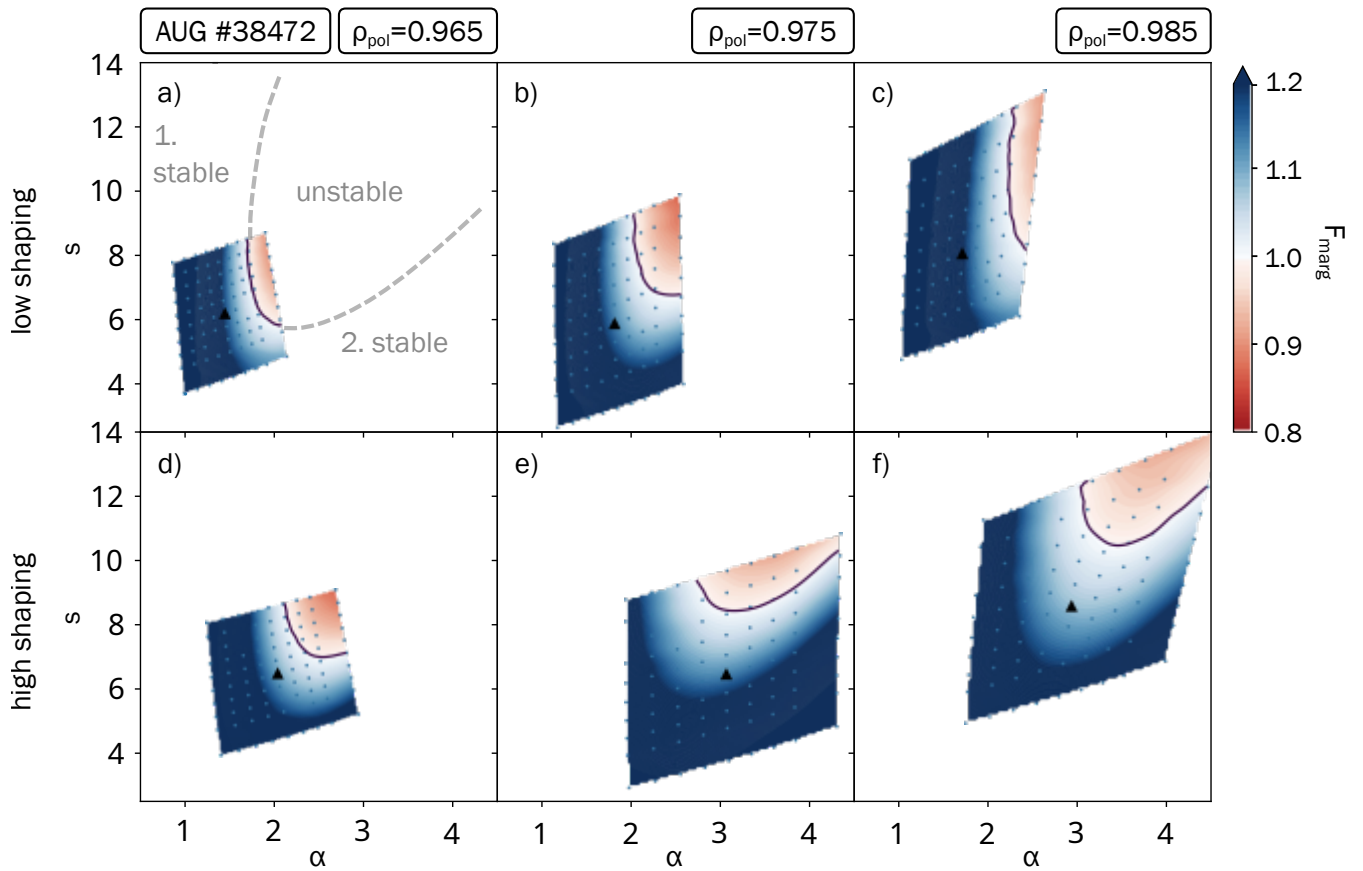 AUG #38472 ρpol=0.965 ρpol=0.975 ρpol=0.985
14
12
10
8
6
4
s
low shaping
a)
1.
stable
unstable
2. stable
b)
c)
1.2
1.1
1.0
0.9
0.8
Fmarg
14
12
10
8
6
4
s
high shaping
d)
e)
f)
1 2 3 4
1 2 3 4
1 2 3 4
α α α